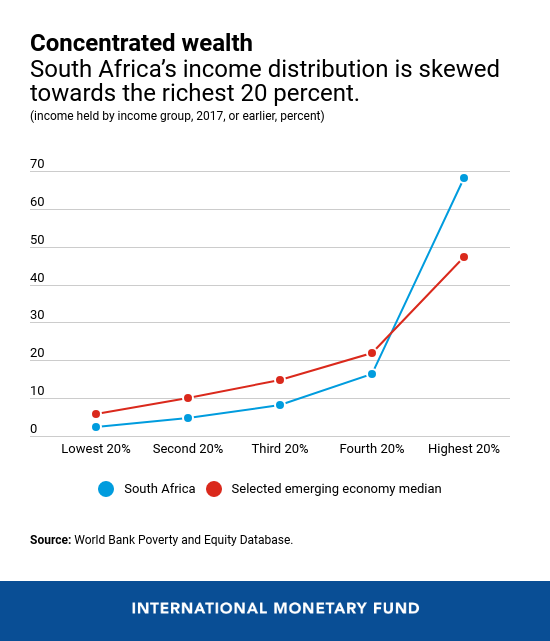 Concentrated wealth
South Africa’s income distribution is skewed
towards the richest 20 percent.
(income held by income group, 2017, or earlier, percent)
70
60
50
40
30
20
10
0
Lowest 20% Second 20% Third 20% Fourth 20% Highest 20%
South Africa Selected emerging economy median
Source: World Bank Poverty and Equity Database.
INTERNATIONAL MONETARY FUND